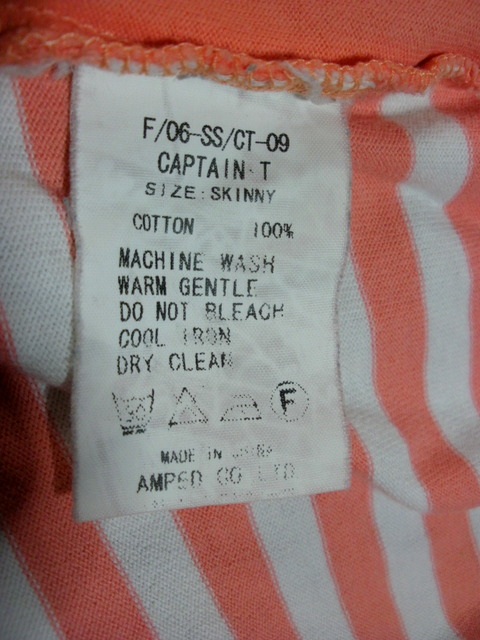 F/06-SS/CT-09
CAPTAIN T
SIZE:SKINNY
COTTON 100%
MACHINE WASH
WARM GENTLE
DO NOT BLEACH
COOL IRON
DRY CLEAN
F
MADE IN CHINA
AMPED CO LTD